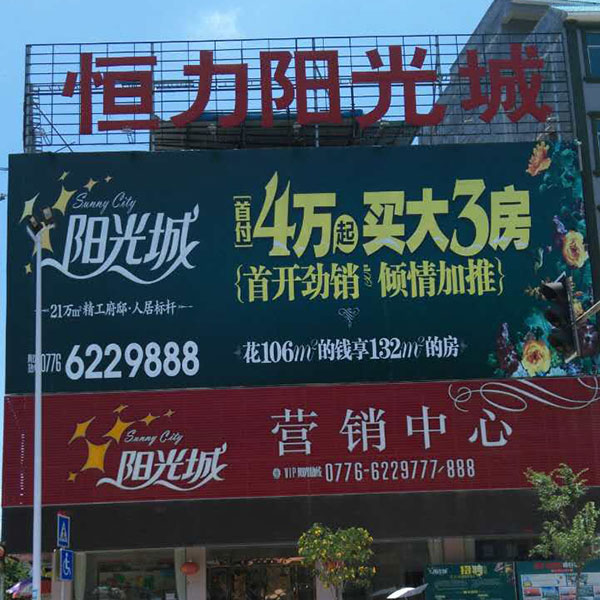 恒力阳光城
Sunny City
阳光城
21万㎡精工府邸·人居标杆
0776 6229888
[首付]4万起买大3房
{首开劲销 倾情加推}
花106m²的钱享132m²的房
Sunny City
阳光城
营销中心
VIP 0776-6229777/888